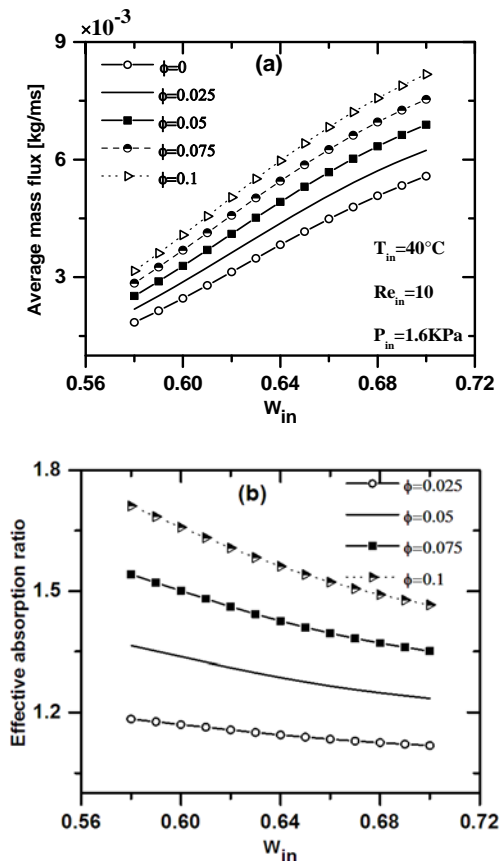 ×10⁻³
9
(a)
ϕ=0
ϕ=0.025
ϕ=0.05
ϕ=0.075
ϕ=0.1
6
3
Average mass flux [kg/ms]
T_in=40°C
Re_in=10
P_in=1.6KPa
0.56 0.60 0.64 0.68 0.72
W_in
1.8
(b)
ϕ=0.025
ϕ=0.05
ϕ=0.075
ϕ=0.1
1.5
1.2
Effective absorption ratio
0.56 0.60 0.64 0.68 0.72
W_in